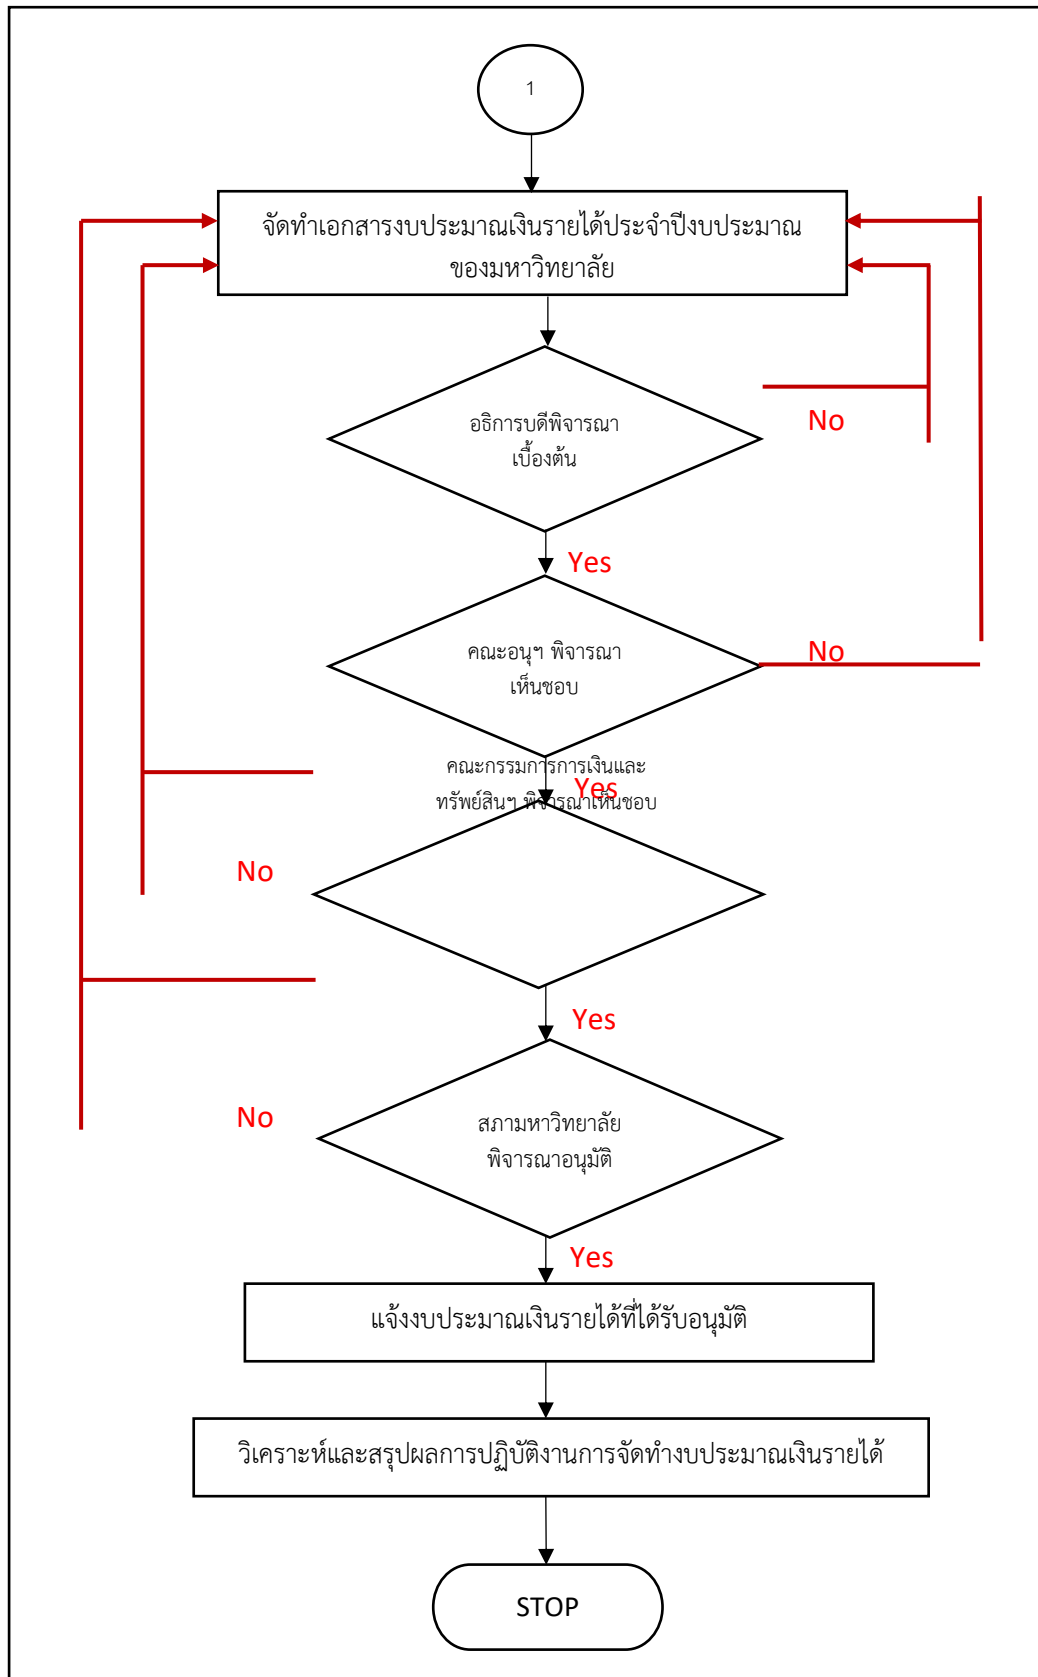 1
จัดทำเอกสารงบประมาณเงินรายได้ประจำปีงบประมาณ
ของมหาวิทยาลัย
อธิการบดีพิจารณา
เบื้องต้น
No
Yes
คณะอนุฯ พิจารณา
เห็นชอบ
No
คณะกรรมการการเงินและ
ทรัพย์สินฯ พิจารณาเห็นชอบ
Yes
No
Yes
สภามหาวิทยาลัย
พิจารณาอนุมัติ
No
Yes
แจ้งงบประมาณเงินรายได้ที่ได้รับอนุมัติ
วิเคราะห์และสรุปผลการปฏิบัติงานการจัดทำงบประมาณเงินรายได้
STOP